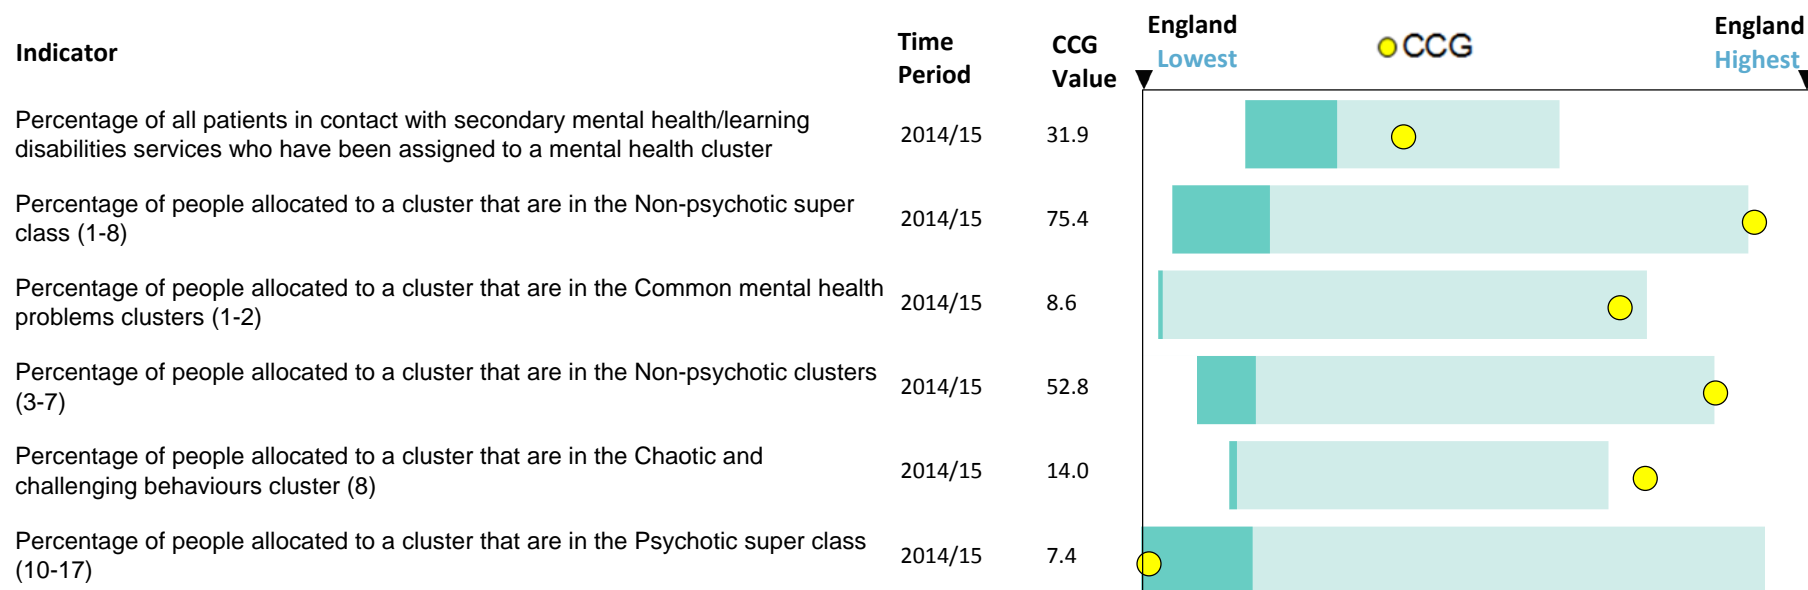 Indicator
Time Period
CCG Value
England Lowest
CCG
England Highest
Percentage of all patients in contact with secondary mental health/learning
disabilities services who have been assigned to a mental health cluster
2014/15
31.9
Percentage of people allocated to a cluster that are in the Non-psychotic super
class (1-8)
2014/15
75.4
Percentage of people allocated to a cluster that are in the Common mental health
problems clusters (1-2)
2014/15
8.6
Percentage of people allocated to a cluster that are in the Non-psychotic clusters
(3-7)
2014/15
52.8
Percentage of people allocated to a cluster that are in the Chaotic and
challenging behaviours cluster (8)
2014/15
14.0
Percentage of people allocated to a cluster that are in the Psychotic super class
(10-17)
2014/15
7.4